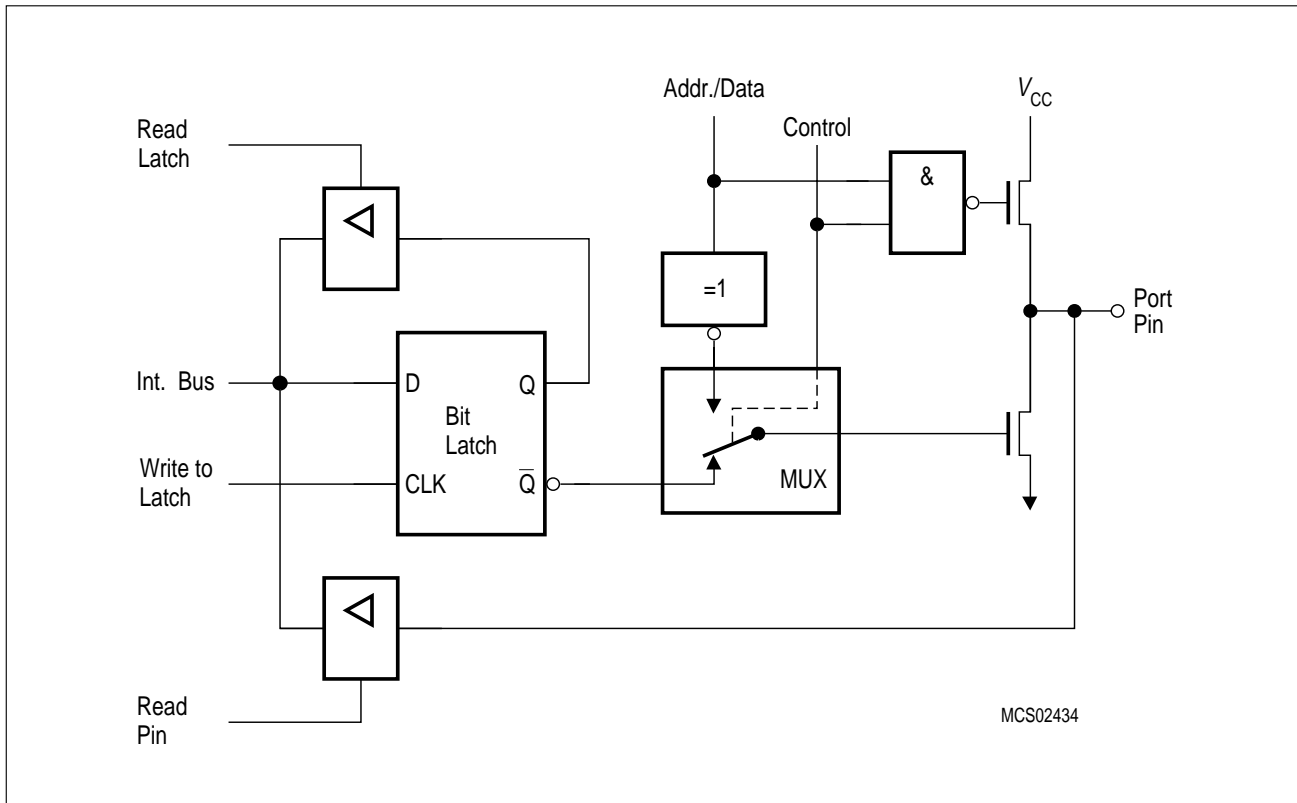 Addr./Data
V CC
Control
Read
Latch
&
=1
Port
Pin
Int. Bus
D
Q
Bit
Latch
Write to
Latch
CLK
Q̅
MUX
Read
Pin
MCS02434